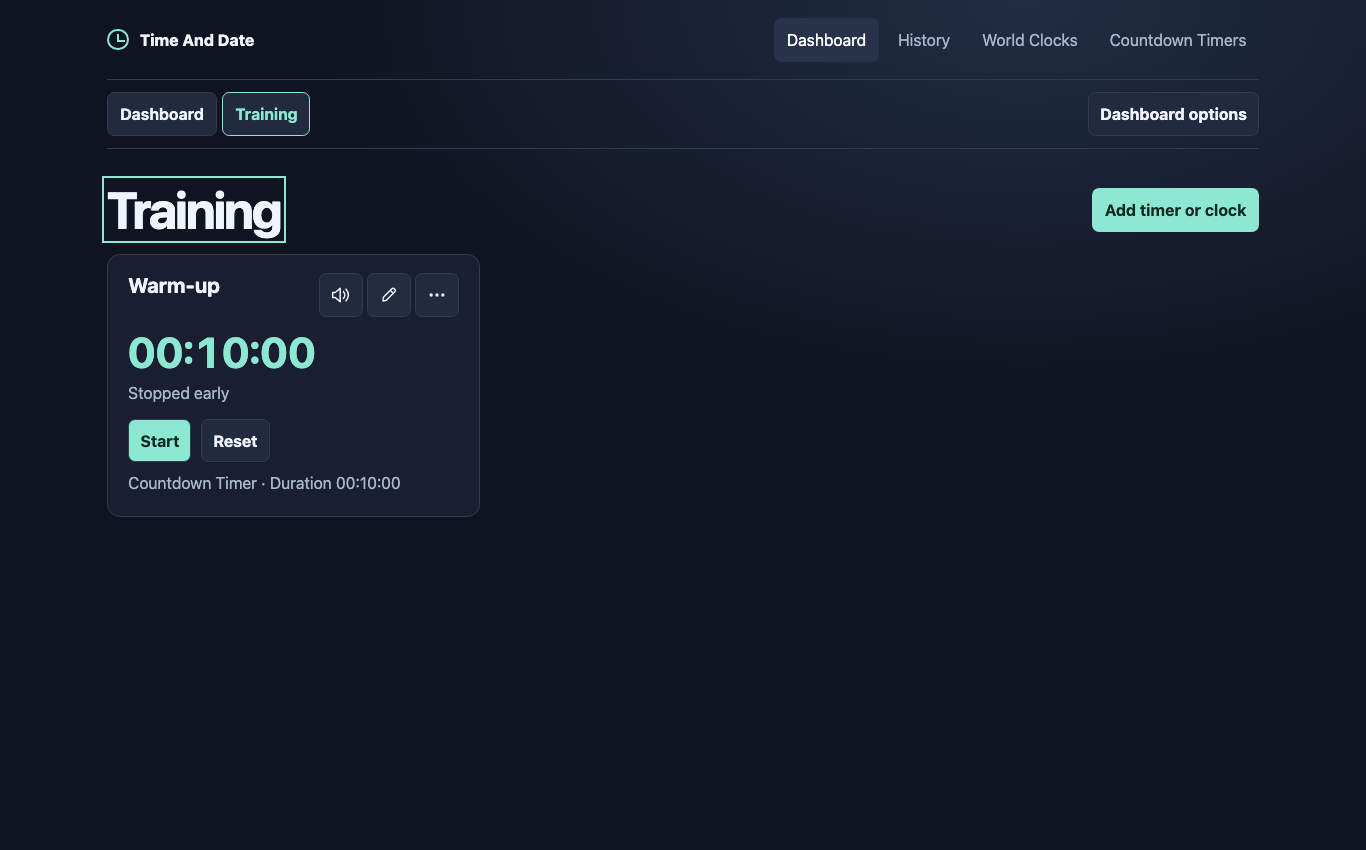 Time And Date
Dashboard
History
World Clocks
Countdown Timers
Dashboard
Training
Dashboard options
Training
Add timer or clock
Warm-up
00:10:00
Stopped early
Start
Reset
Countdown Timer · Duration 00:10:00